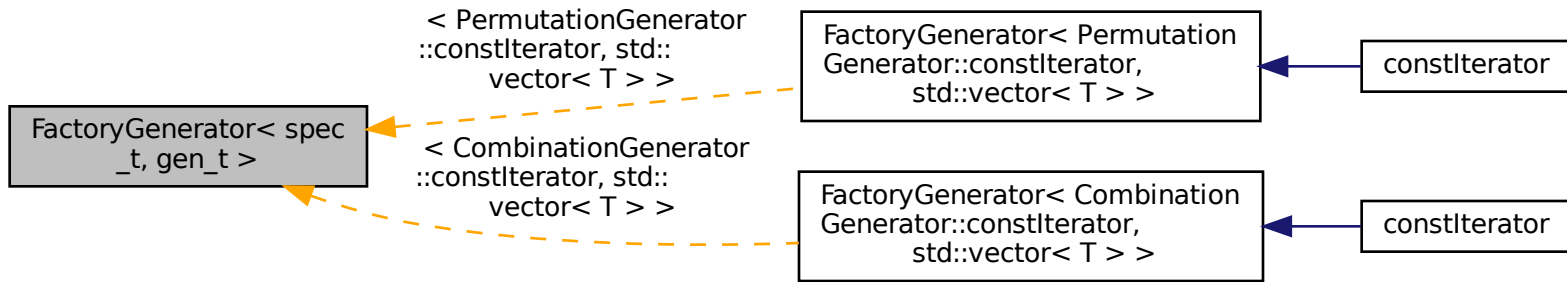 FactoryGenerator< spec
_t, gen_t >
< PermutationGenerator
::constIterator, std::
vector< T > >
< CombinationGenerator
::constIterator, std::
vector< T > >
FactoryGenerator< Permutation
Generator::constIterator,
std::vector< T > >
constIterator
FactoryGenerator< Combination
Generator::constIterator,
std::vector< T > >
constIterator